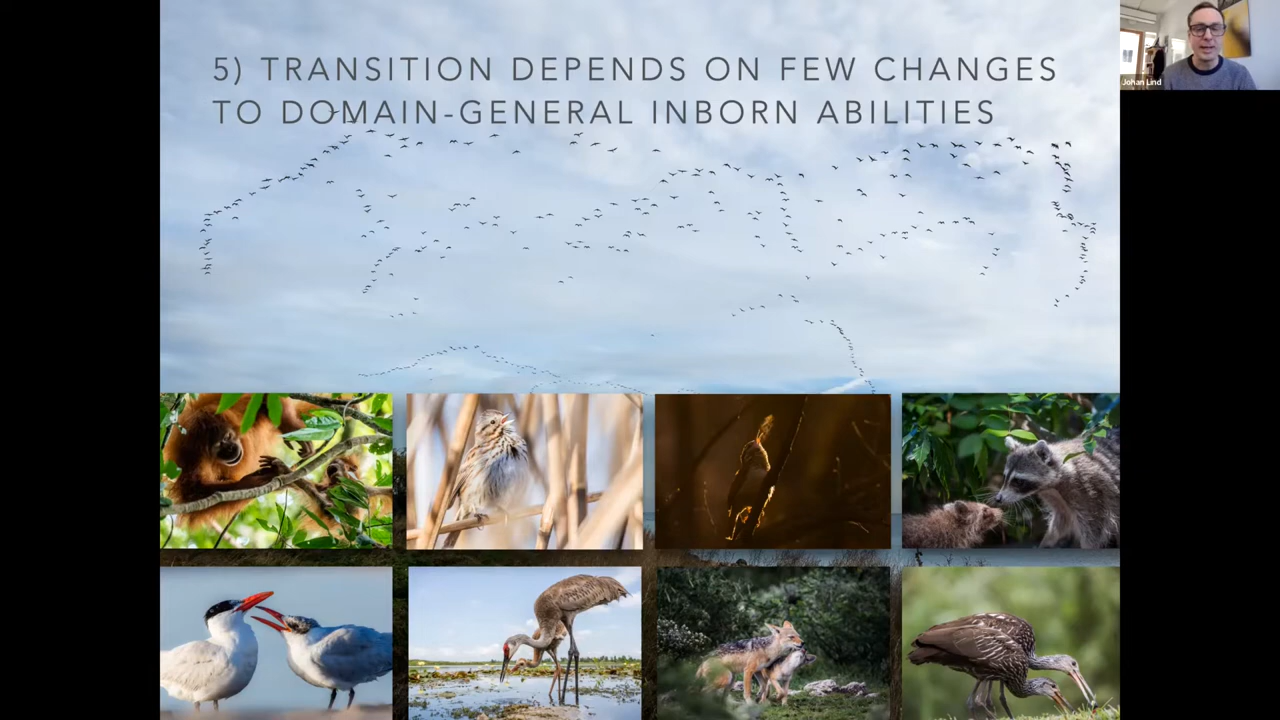 5) TRANSITION DEPENDS ON FEW CHANGES
TO DOMAIN-GENERAL INBORN ABILITIES
Johan Lind